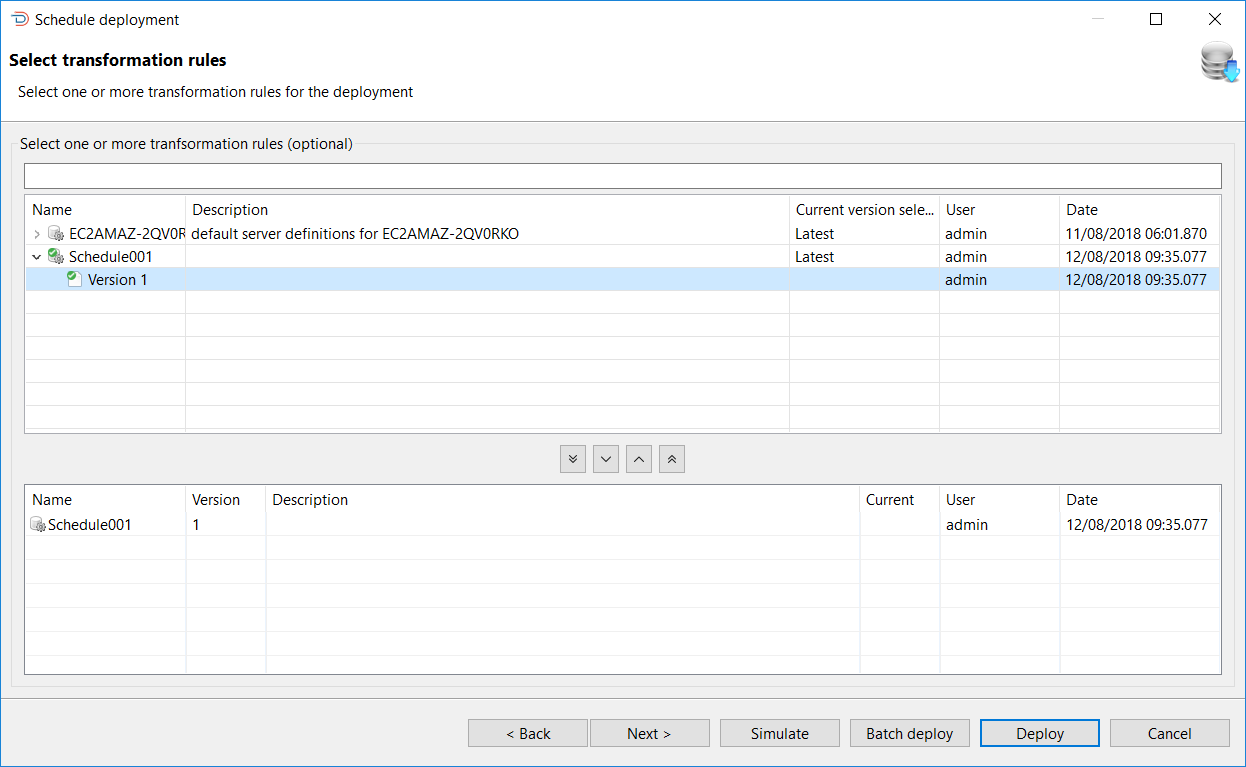 Schedule deployment
Select transformation rules
Select one or more transformation rules for the deployment
Select one or more tranfsormation rules (optional)
Name Description Current version sele... User Date
EC2AMAZ-2QV0R default server definitions for EC2AMAZ-2QV0RKO Latest admin 11/08/2018 06:01.870
Schedule001 Latest admin 12/08/2018 09:35.077
Version 1 admin 12/08/2018 09:35.077
Name Version Description Current User Date
Schedule001 1 admin 12/08/2018 09:35.077
< Back Next > Simulate Batch deploy Deploy Cancel